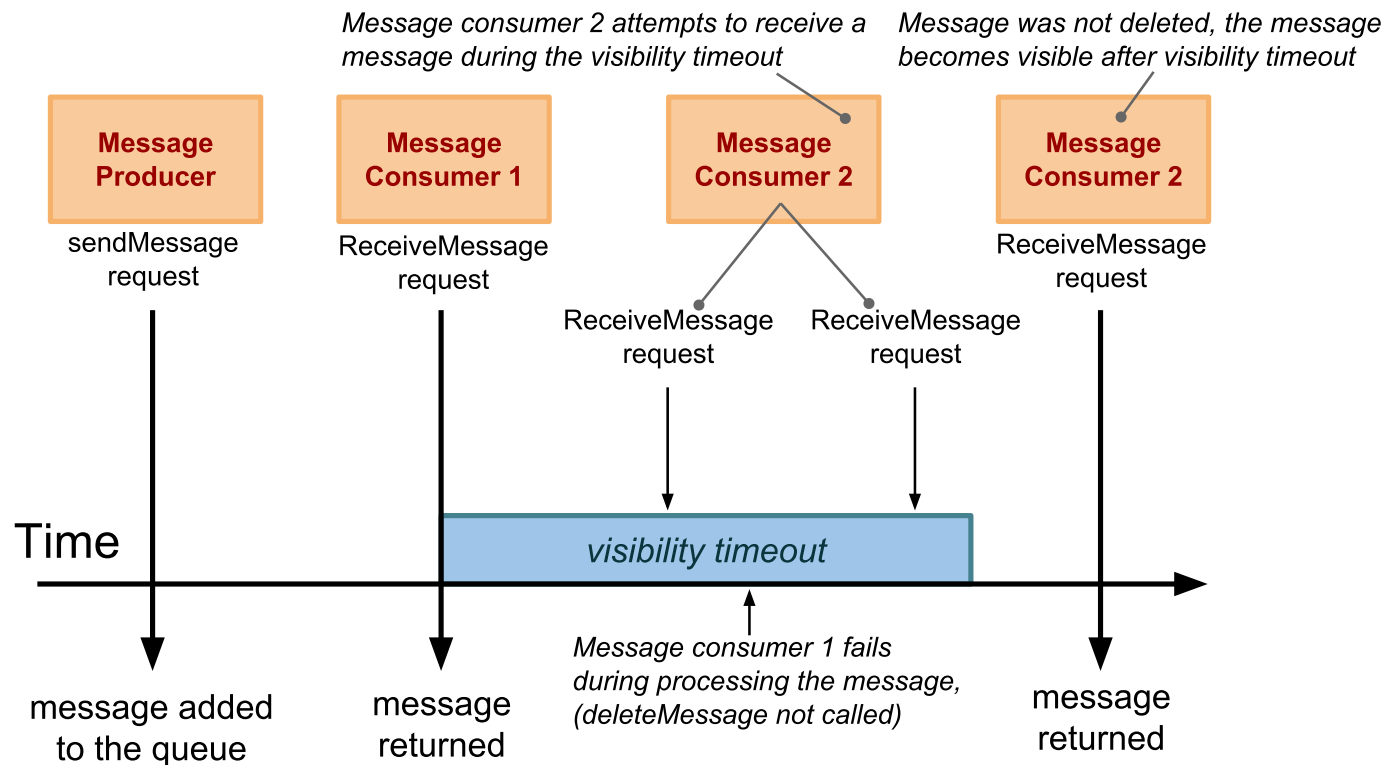 Message consumer 2 attempts to receive a
message during the visibility timeout
Message was not deleted, the message
becomes visible after visibility timeout
Message
Producer
Message
Consumer 1
Message
Consumer 2
Message
Consumer 2
sendMessage
request
ReceiveMessage
request
ReceiveMessage
request
ReceiveMessage
request
ReceiveMessage
request
Time
visibility timeout
message added
to the queue
message
returned
Message consumer 1 fails
during processing the message,
(deleteMessage not called)
message
returned